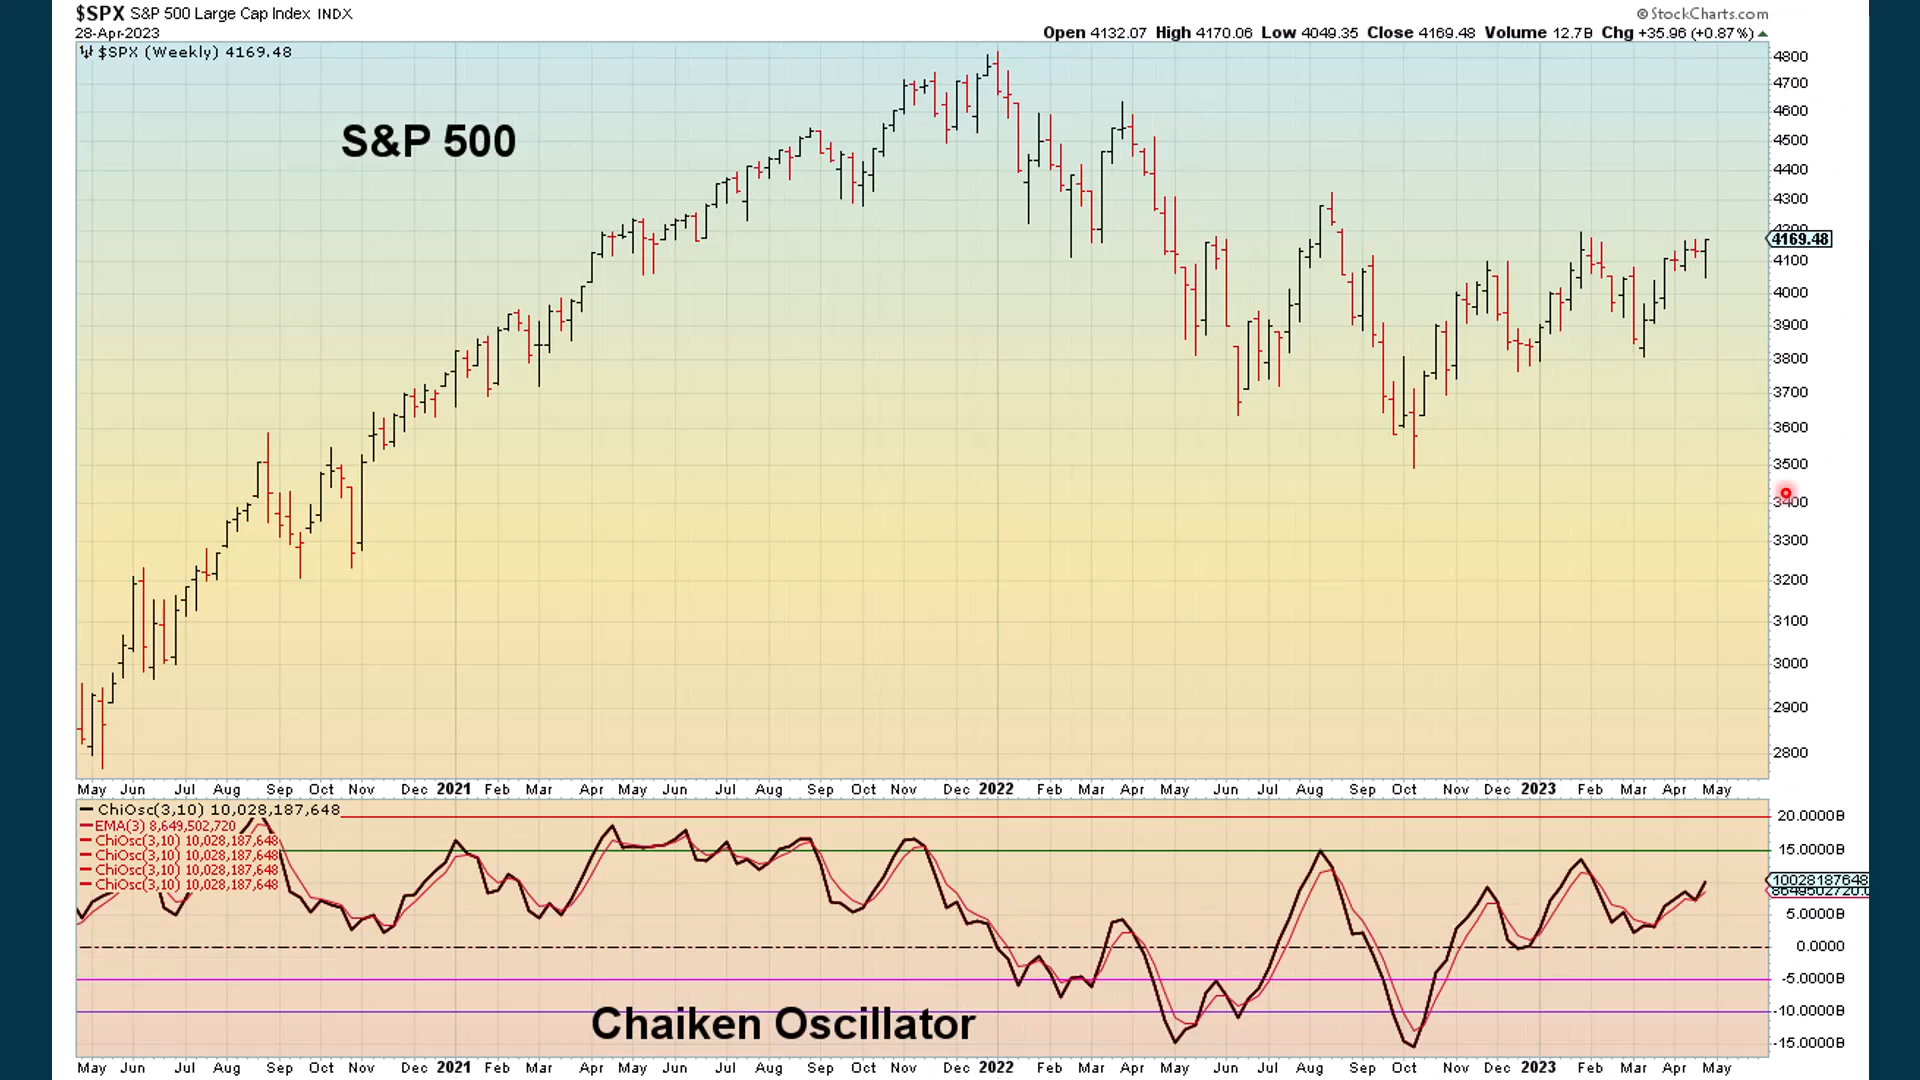 $SPX S&P 500 Large Cap Index INDX
© StockCharts.com
28-Apr-2023
Open 4132.07 High 4170.06 Low 4049.35 Close 4169.48 Volume 12.7B Chg +35.96 (+0.87%)
$SPX (Weekly) 4169.48
S&P 500
4800
4700
4600
4500
4400
4300
4200
4169.48
4100
4000
3900
3800
3700
3600
3500
3400
3300
3200
3100
3000
2900
2800
May Jun Jul Aug Sep Oct Nov Dec 2021 Feb Mar Apr May Jun Jul Aug Sep Oct Nov Dec 2022 Feb Mar Apr May Jun Jul Aug Sep Oct Nov Dec 2023 Feb Mar Apr May
ChiOsc(3,10) 10,028,187,648
EMA(3) 8,649,502,720
ChiOsc(3,10) 10,028,187,648
ChiOsc(3,10) 10,028,187,648
ChiOsc(3,10) 10,028,187,648
ChiOsc(3,10) 10,028,187,648
20.0000B
15.0000B
10028187648
8649502720.0
5.0000B
0.0000
-5.0000B
-10.0000B
-15.0000B
Chaiken Oscillator
May Jun Jul Aug Sep Oct Nov Dec 2021 Feb Mar Apr May Jun Jul Aug Sep Oct Nov Dec 2022 Feb Mar Apr May Jun Jul Aug Sep Oct Nov Dec 2023 Feb Mar Apr May